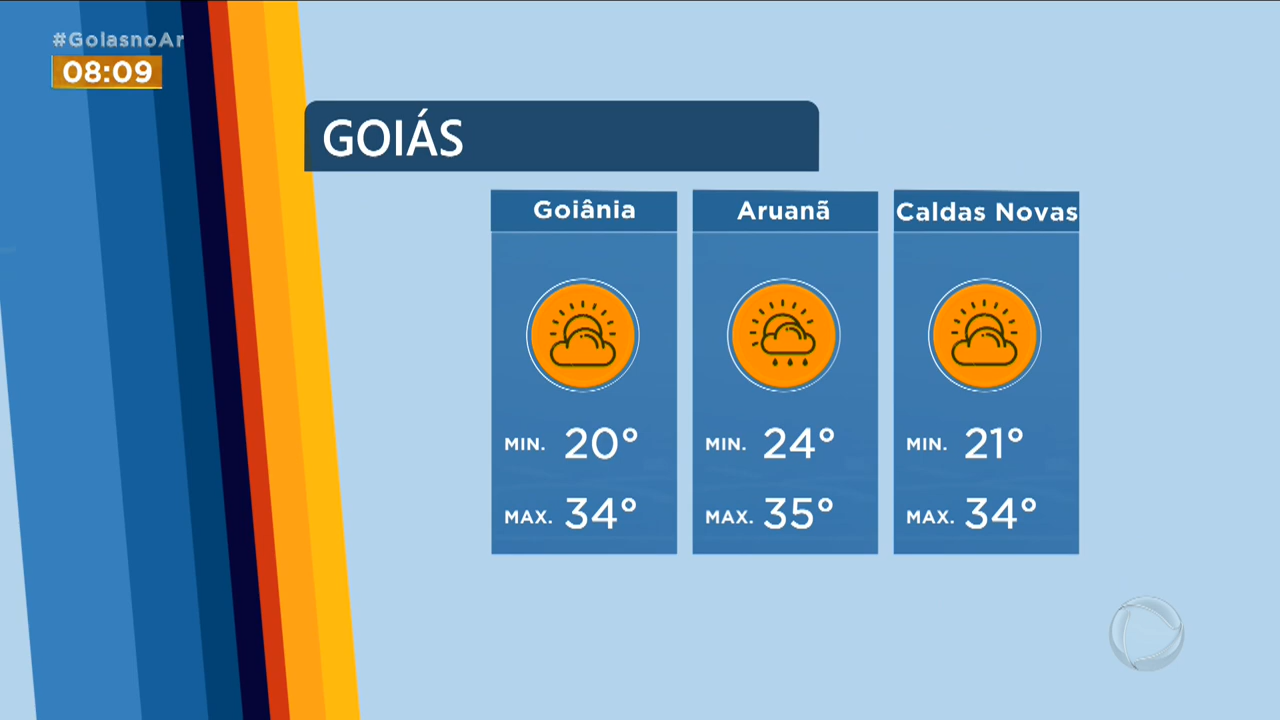 #GoiasnoAr
08:09
GOIÁS
Goiânia
MIN. 20°
MAX. 34°
Aruanã
MIN. 24°
MAX. 35°
Caldas Novas
MIN. 21°
MAX. 34°